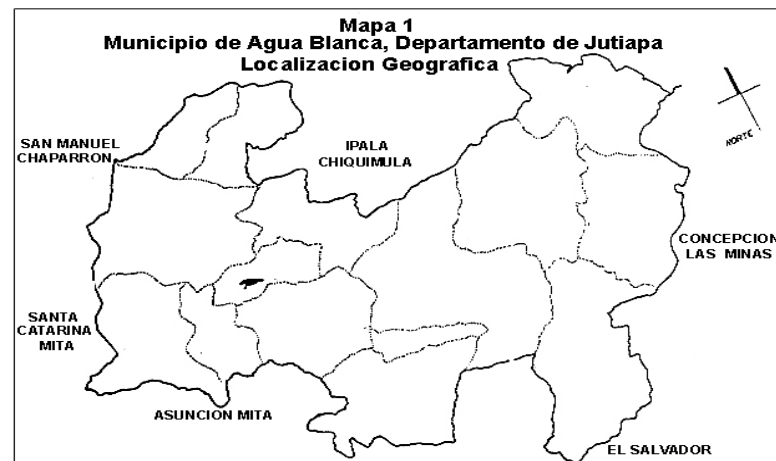 Mapa 1
Municipio de Agua Blanca, Departamento de Jutiapa
Localizacion Geografica
SAN MANUEL
CHAPARRON
IPALA
CHIQUIMULA
NORTE
CONCEPCION
LAS MINAS
SANTA
CATARINA
MITA
ASUNCION MITA
EL SALVADOR